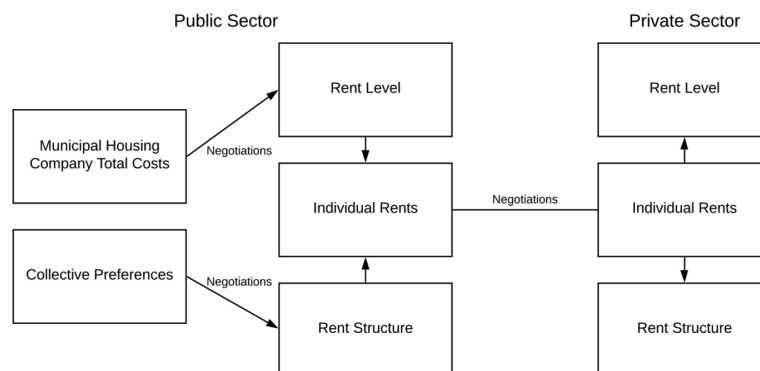 Public Sector
Private Sector
Rent Level
Rent Level
Municipal Housing
Company Total Costs
Negotiations
Individual Rents
Negotiations
Individual Rents
Collective Preferences
Negotiations
Rent Structure
Rent Structure